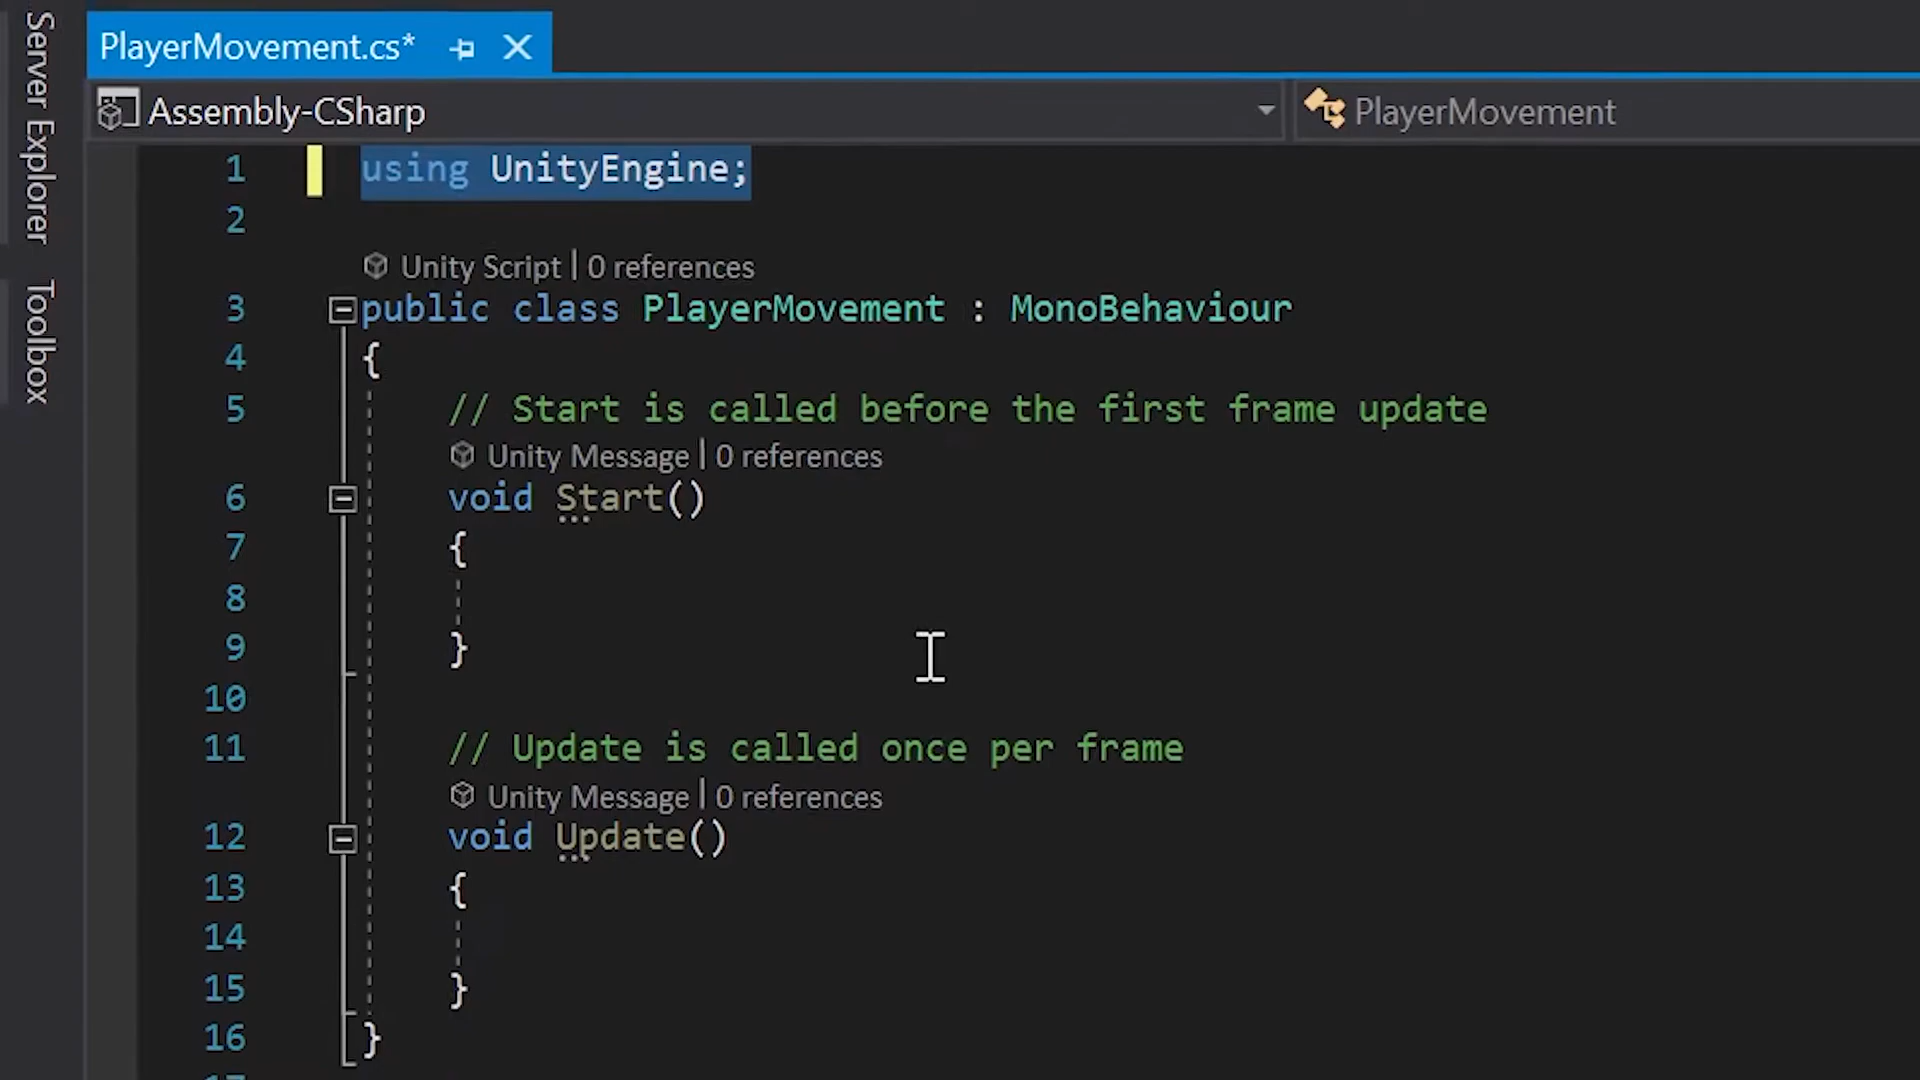 Server Explorer
Toolbox
PlayerMovement.cs*
Assembly-CSharp
PlayerMovement
1 using UnityEngine;
2
Unity Script | 0 references
3 public class PlayerMovement : MonoBehaviour
4 {
5 // Start is called before the first frame update
Unity Message | 0 references
6 void Start()
7 {
8
9 }
10
11 // Update is called once per frame
Unity Message | 0 references
12 void Update()
13 {
14
15 }
16 }